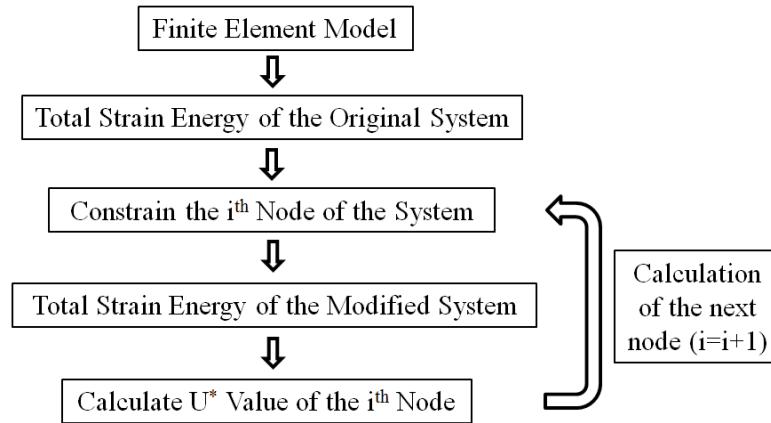 Finite Element Model
Total Strain Energy of the Original System
Constrain the iᵗʰ Node of the System
Total Strain Energy of the Modified System
Calculate U* Value of the iᵗʰ Node
Calculation
of the next
node (i=i+1)